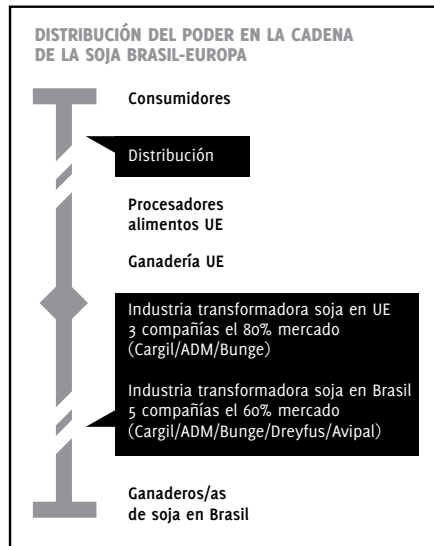 DISTRIBUCIÓN DEL PODER EN LA CADENA
DE LA SOJA BRASIL-EUROPA
Consumidores
Distribución
Procesadores
alimentos UE
Ganadería UE
Industria transformadora soja en UE
3 compañías el 80% mercado
(Cargil/ADM/Bunge)
Industria transformadora soja en Brasil
5 compañías el 60% mercado
(Cargil/ADM/Bunge/Dreyfus/Avipal)
Ganaderos/as
de soja en Brasil